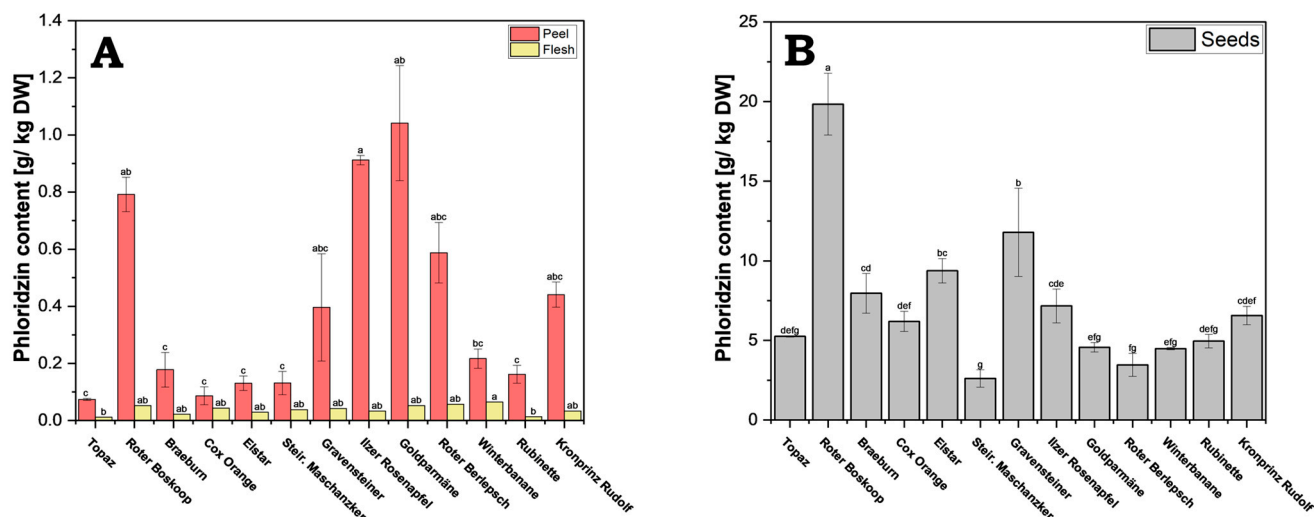 A
Peel
Flesh
Phloridzin content [g/ kg DW]
1.4
1.2
1.0
0.8
0.6
0.4
0.2
0.0
c b ab ab c ab c ab c ab c ab abc ab a ab ab ab abc ab bc a c b abc ab
Topaz
Roter Boskoop
Braeburn
Cox Orange
Elstar
Steir. Maschanzker
Gravensteiner
Ilzer Rosenapfel
Goldparmäne
Roter Berlepsch
Winterbanane
Rubinette
Kronprinz Rudolf
B
Seeds
Phloridzin content [g/ kg DW]
25
20
15
10
5
0
defg a cd def bc g b cde efg fg efg defg cdef
Topaz
Roter Boskoop
Braeburn
Cox Orange
Elstar
Steir. Maschanzker
Gravensteiner
Ilzer Rosenapfel
Goldparmäne
Roter Berlepsch
Winterbanane
Rubinette
Kronprinz Rudolf